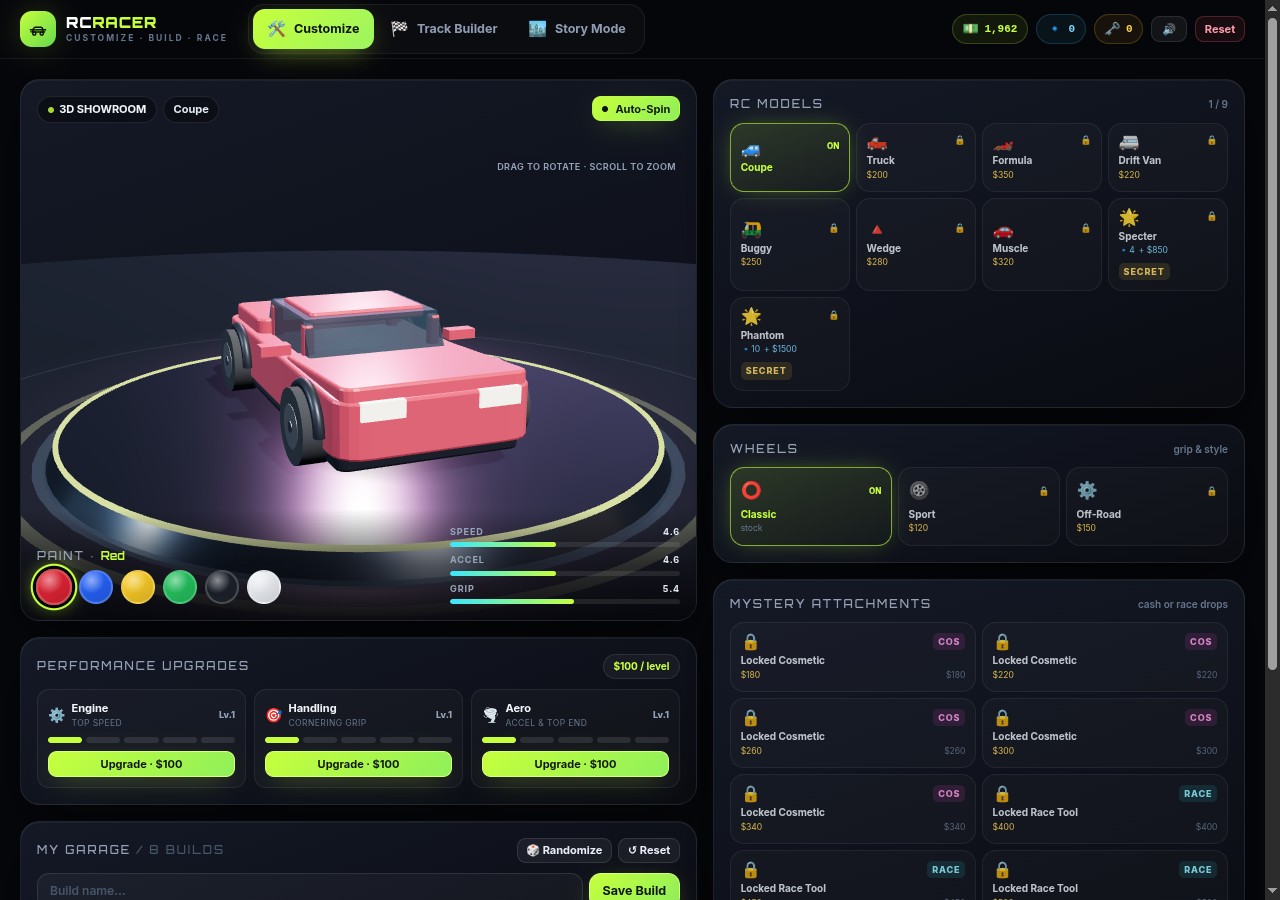 RCRACER
CUSTOMIZE · BUILD · RACE
Customize
Track Builder
Story Mode
1,962
0
0
Reset
3D SHOWROOM
Coupe
Auto-Spin
DRAG TO ROTATE · SCROLL TO ZOOM
PAINT · Red
SPEED 4.6
ACCEL 4.6
GRIP 5.4
PERFORMANCE UPGRADES
$100 / level
Engine
TOP SPEED
Lv.1
Upgrade · $100
Handling
CORNERING GRIP
Lv.1
Upgrade · $100
Aero
ACCEL & TOP END
Lv.1
Upgrade · $100
MY GARAGE / 8 BUILDS
Randomize
↺ Reset
Build name...
Save Build
RC MODELS
1 / 9
ON
Coupe
Truck
$200
Formula
$350
Drift Van
$220
Buggy
$250
Wedge
$280
Muscle
$320
Specter
4 + $850
SECRET
Phantom
10 + $1500
SECRET
WHEELS
grip & style
ON
Classic
stock
Sport
$120
Off-Road
$150
MYSTERY ATTACHMENTS
cash or race drops
COS
Locked Cosmetic
$180 $180
COS
Locked Cosmetic
$220 $220
COS
Locked Cosmetic
$260 $260
COS
Locked Cosmetic
$300 $300
COS
Locked Cosmetic
$340 $340
RACE
Locked Race Tool
$400 $400
RACE
Locked Race Tool
RACE
Locked Race Tool